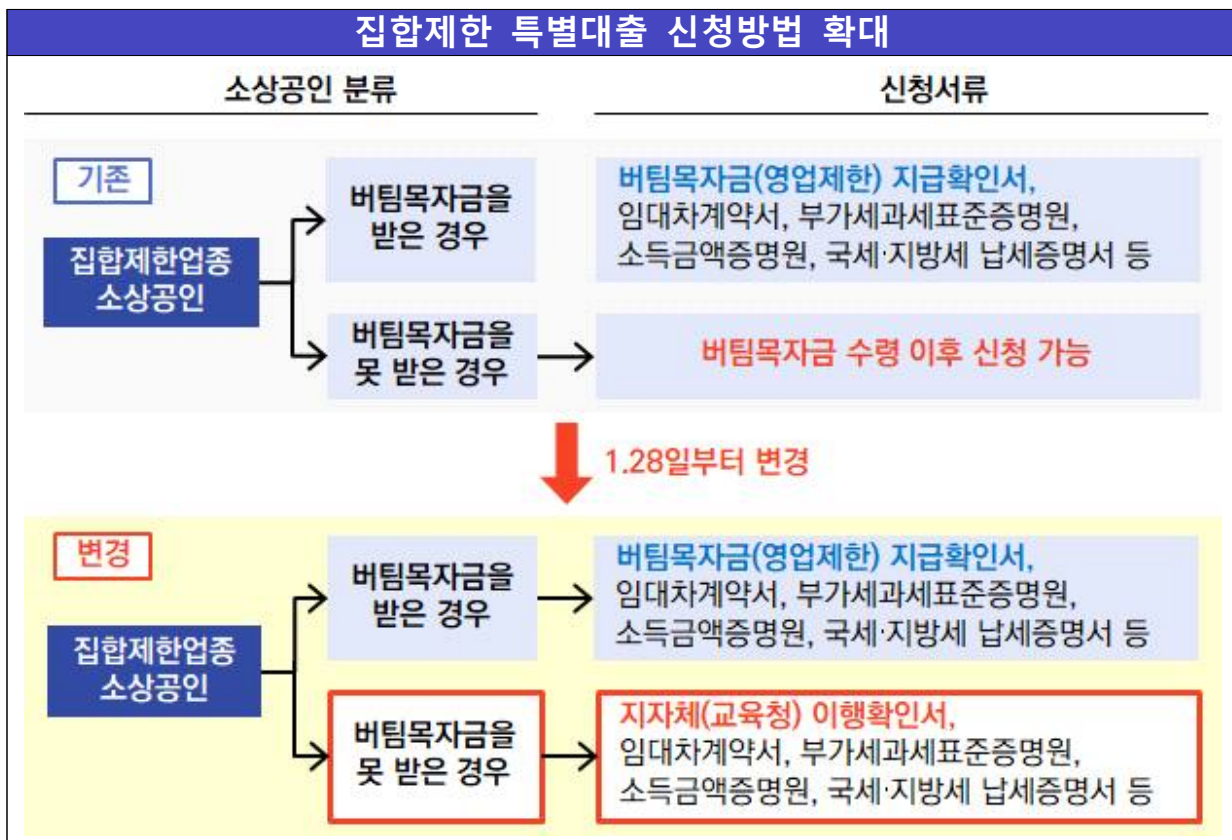 집합제한 특별대출 신청방법 확대
소상공인 분류
신청서류
기존
집합제한업종
소상공인
버팀목자금을
받은 경우
버팀목자금(영업제한) 지급확인서,
임대차계약서, 부가세과세표준증명원,
소득금액증명원, 국세·지방세 납세증명서 등
버팀목자금을
못 받은 경우
버팀목자금 수령 이후 신청 가능
1.28일부터 변경
변경
집합제한업종
소상공인
버팀목자금을
받은 경우
버팀목자금(영업제한) 지급확인서,
임대차계약서, 부가세과세표준증명원,
소득금액증명원, 국세·지방세 납세증명서 등
버팀목자금을
못 받은 경우
지자체(교육청) 이행확인서,
임대차계약서, 부가세과세표준증명원,
소득금액증명원, 국세·지방세 납세증명서 등